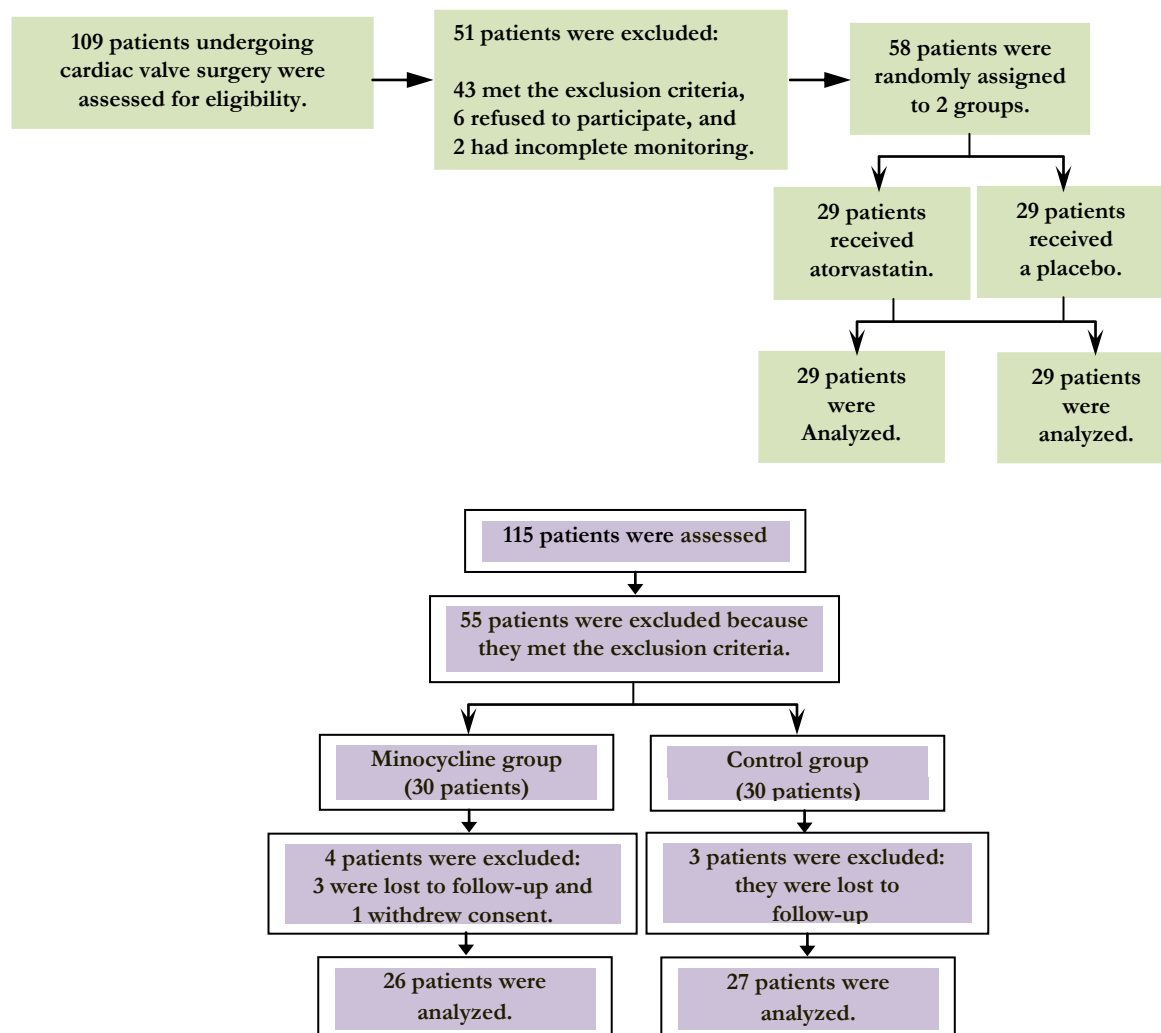 109 patients undergoing
cardiac valve surgery were
assessed for eligibility.
51 patients were excluded:
43 met the exclusion criteria,
6 refused to participate, and
2 had incomplete monitoring.
58 patients were
randomly assigned
to 2 groups.
29 patients
received
atorvastatin.
29 patients
received
a placebo.
29 patients
were
Analyzed.
29 patients
were
analyzed.
115 patients were assessed
55 patients were excluded because
they met the exclusion criteria.
Minocycline group
(30 patients)
Control group
(30 patients)
4 patients were excluded:
3 were lost to follow-up and
1 withdrew consent.
3 patients were excluded:
they were lost to
follow-up
26 patients were
analyzed.
27 patients were
analyzed.